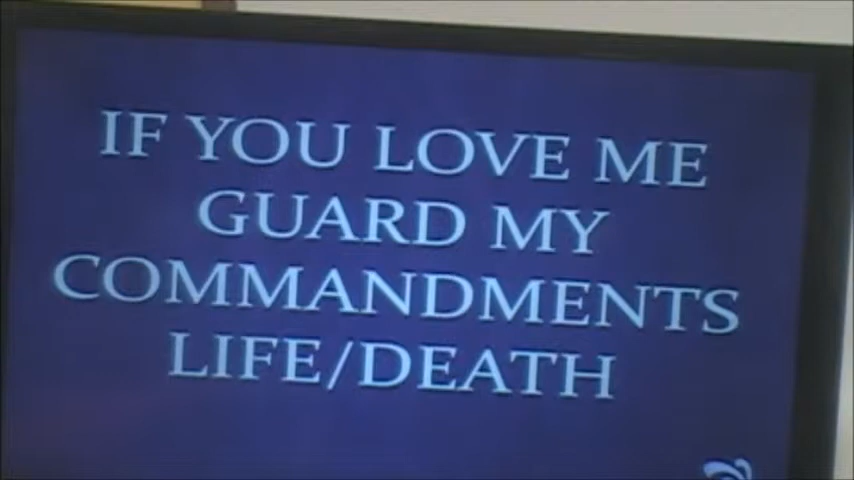 IF YOU LOVE ME
GUARD MY
COMMANDMENTS
LIFE/DEATH